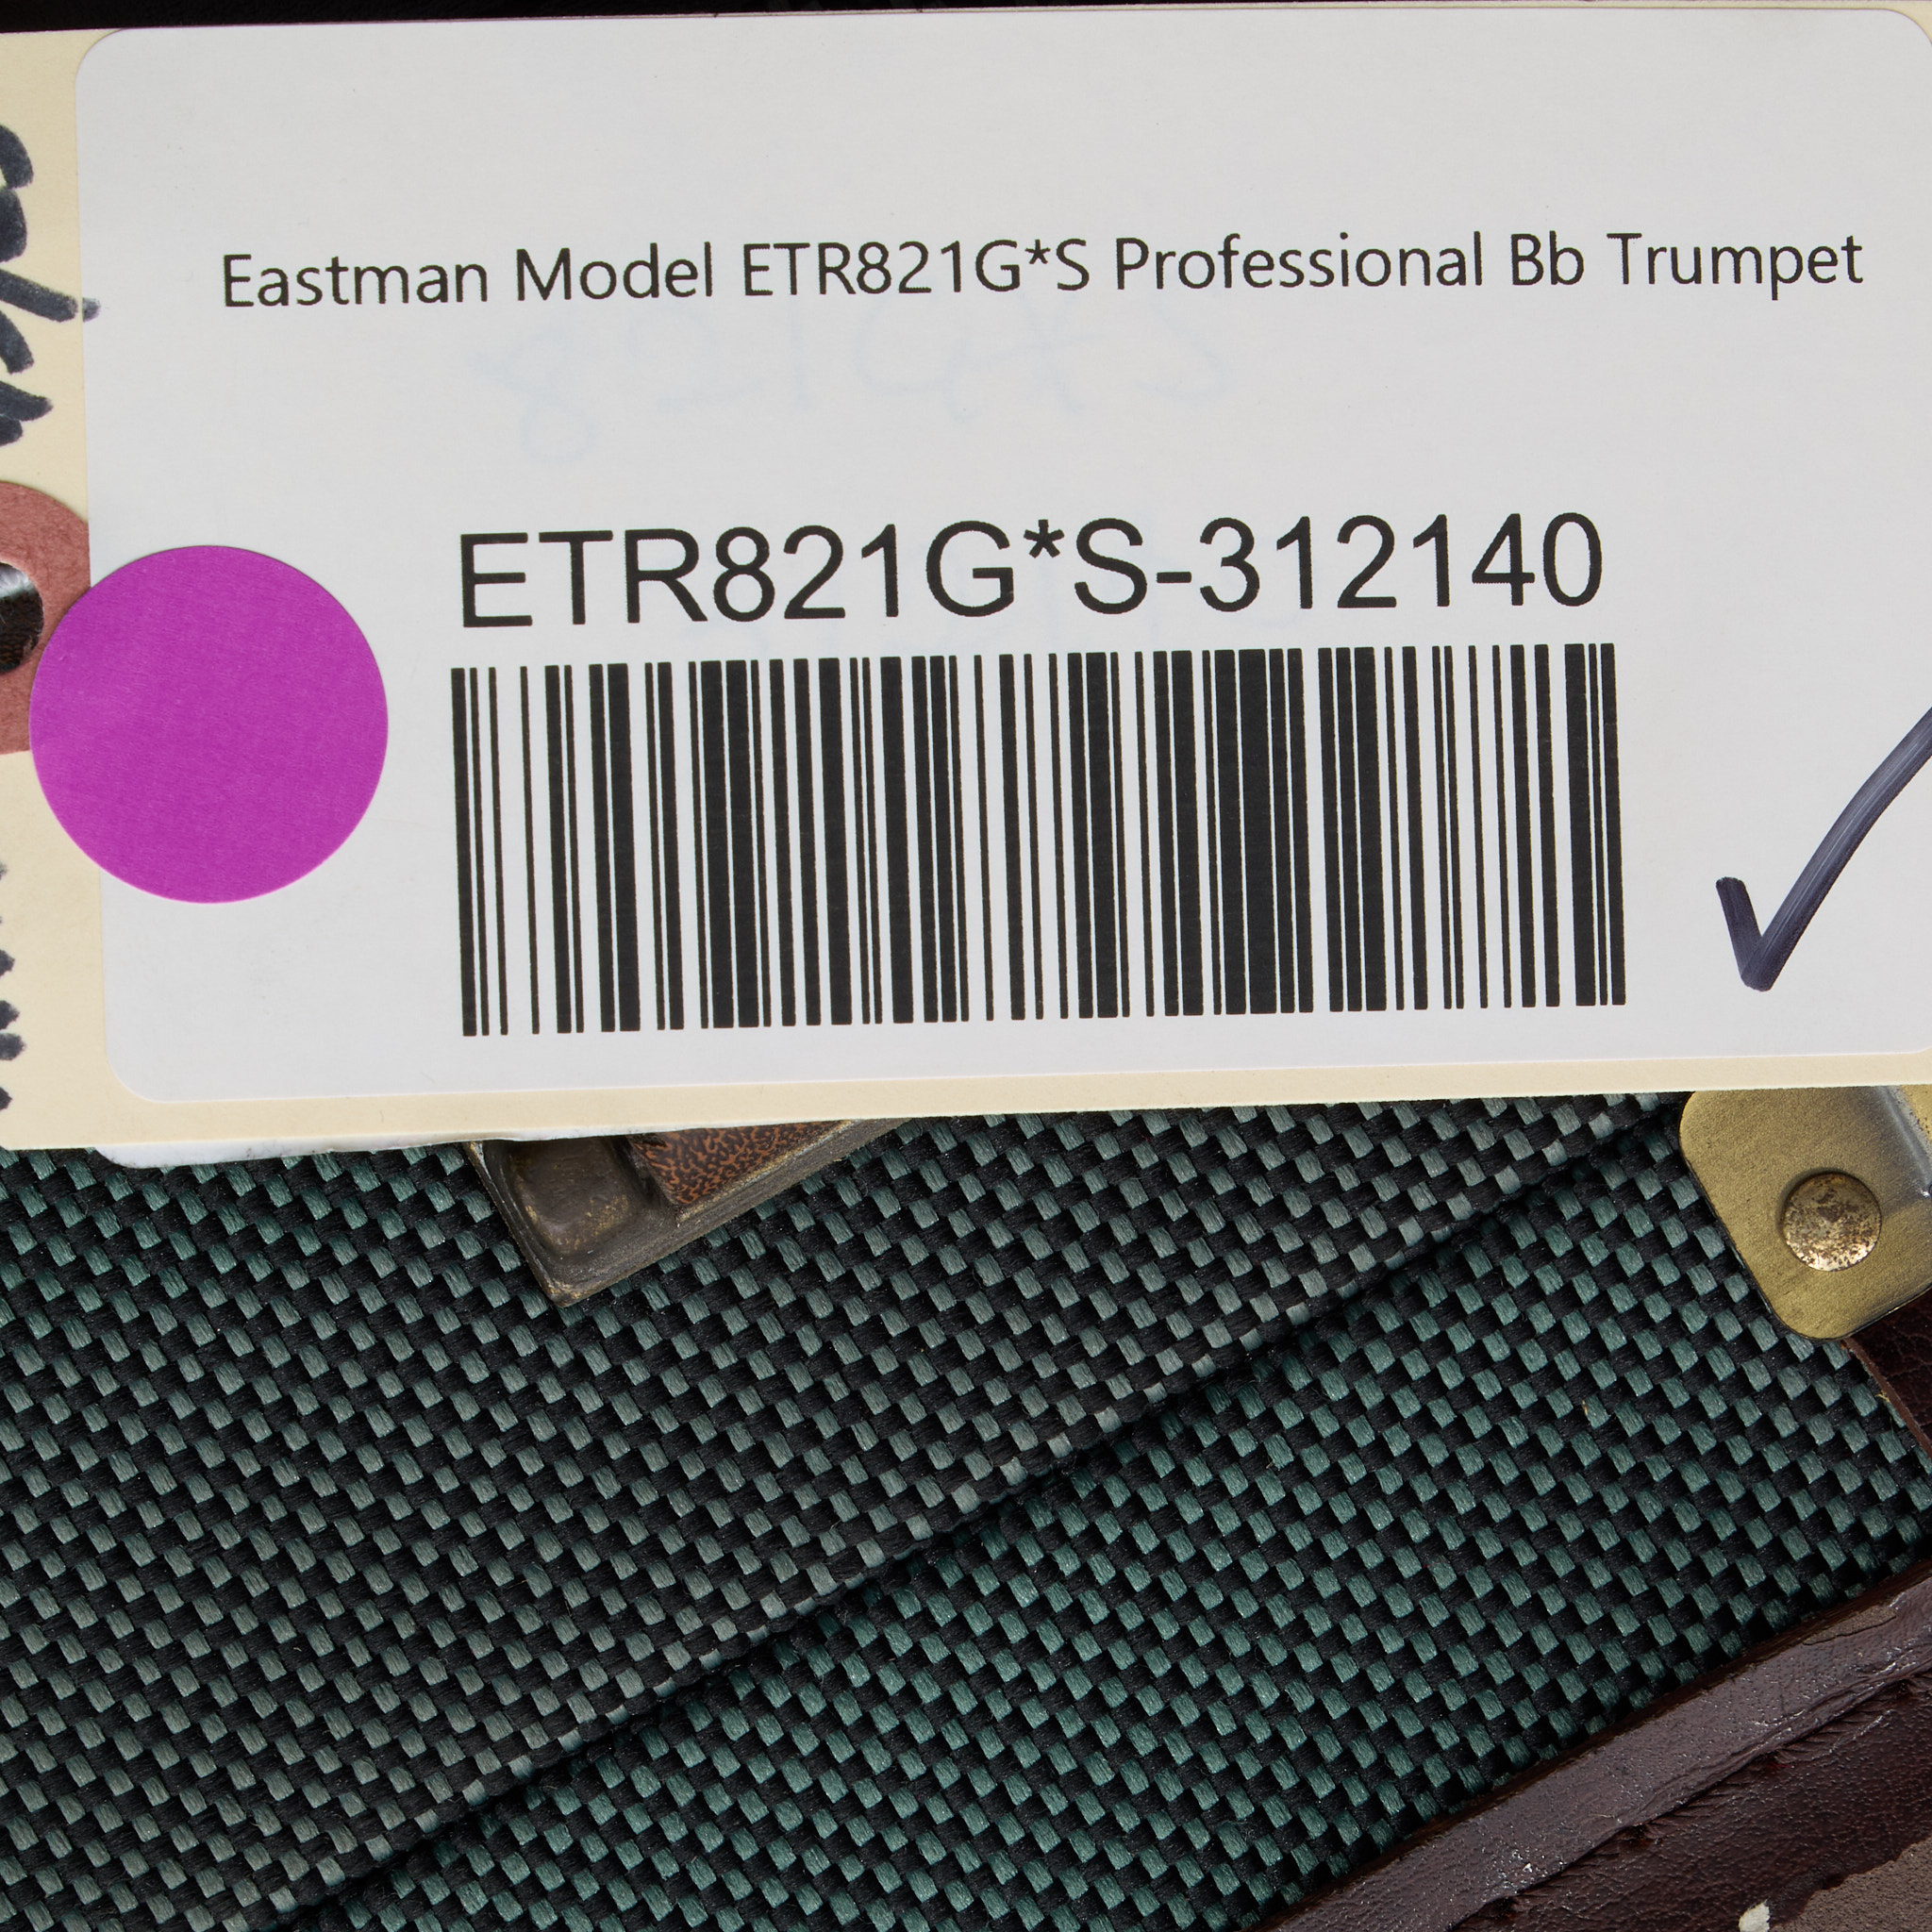 Eastman Model ETR821G*S Professional Bb Trumpet
ETR821G*S-312140